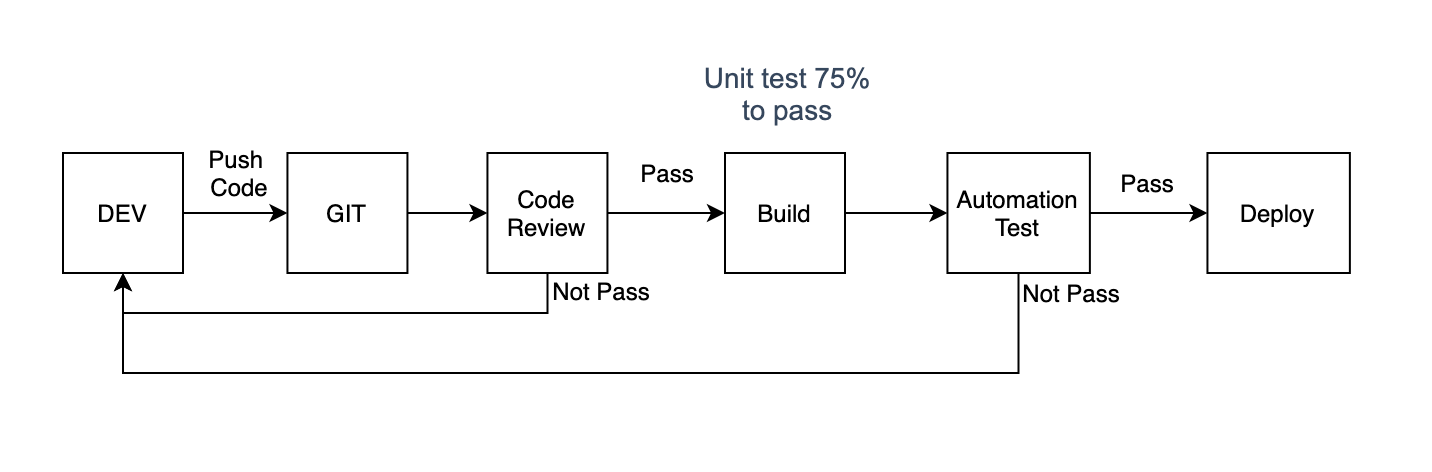 Unit test 75%
to pass
DEV
Push
Code
GIT
Code
Review
Pass
Build
Automation
Test
Pass
Deploy
Not Pass
Not Pass